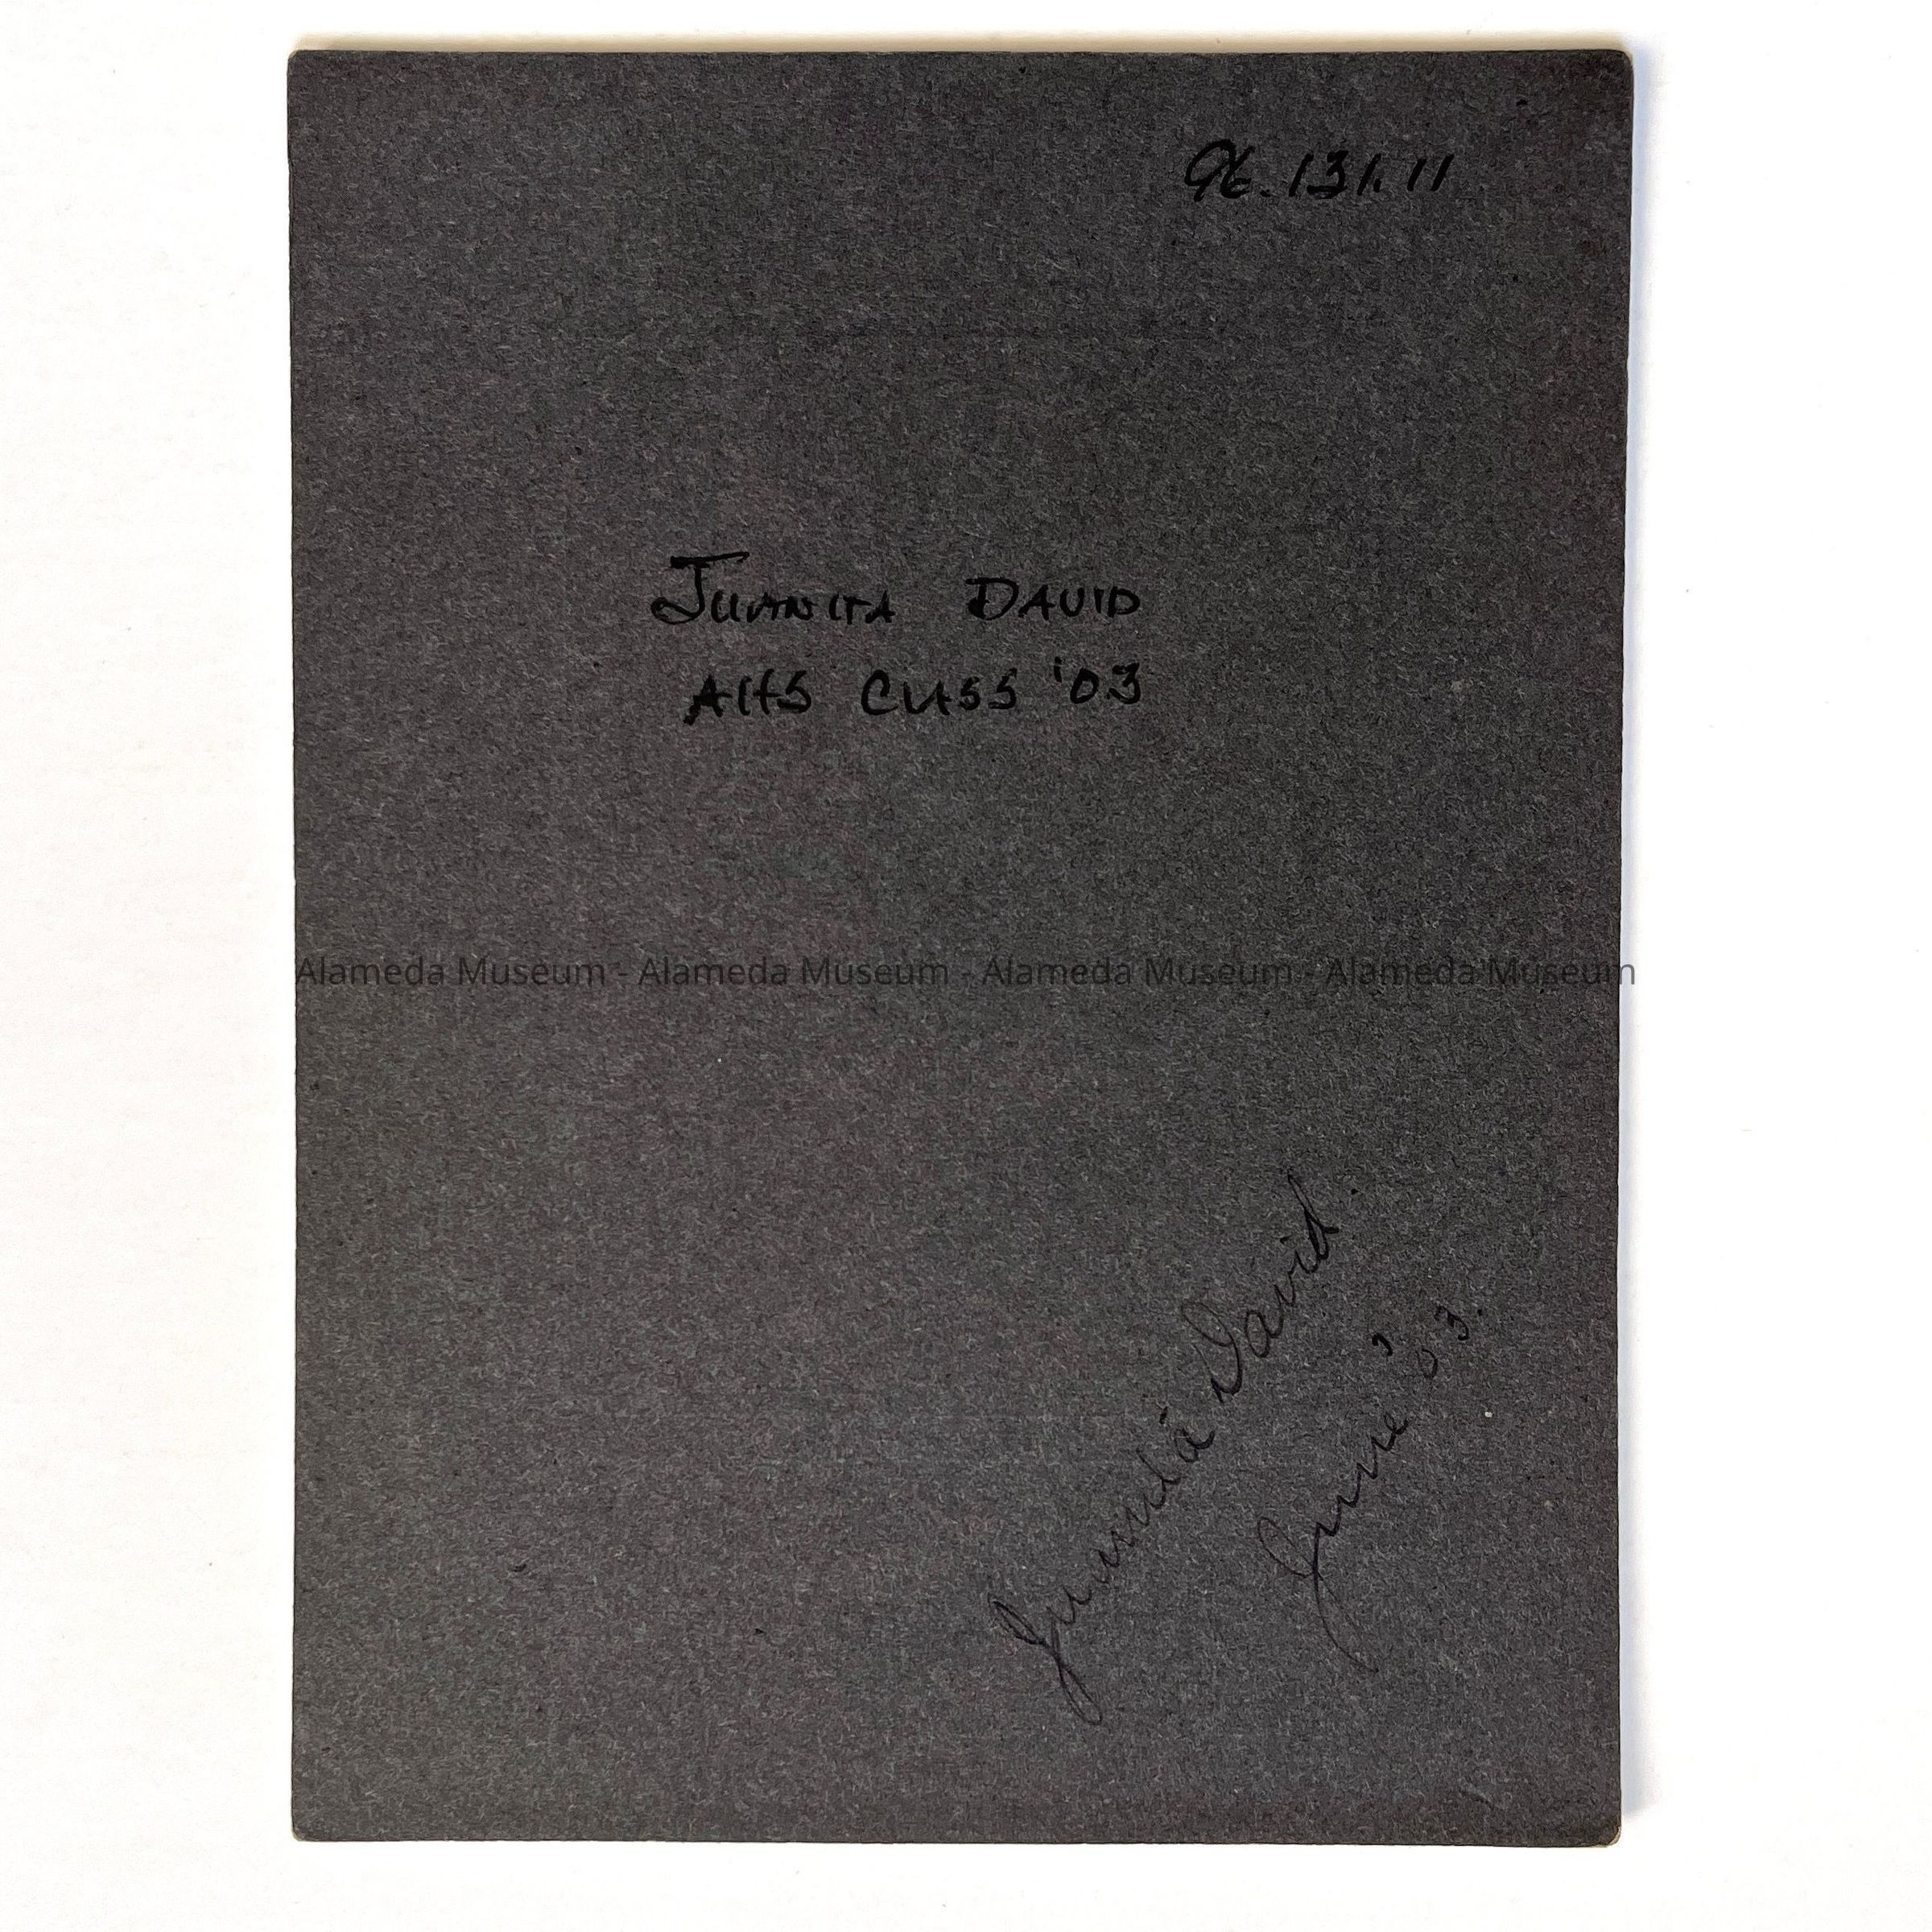 96.131.11
JUANITA DAVID
AHS CLASS '03
Alameda Museum - Alameda Museum - Alameda Museum - Alameda Museum
Juanita David.
June '03.